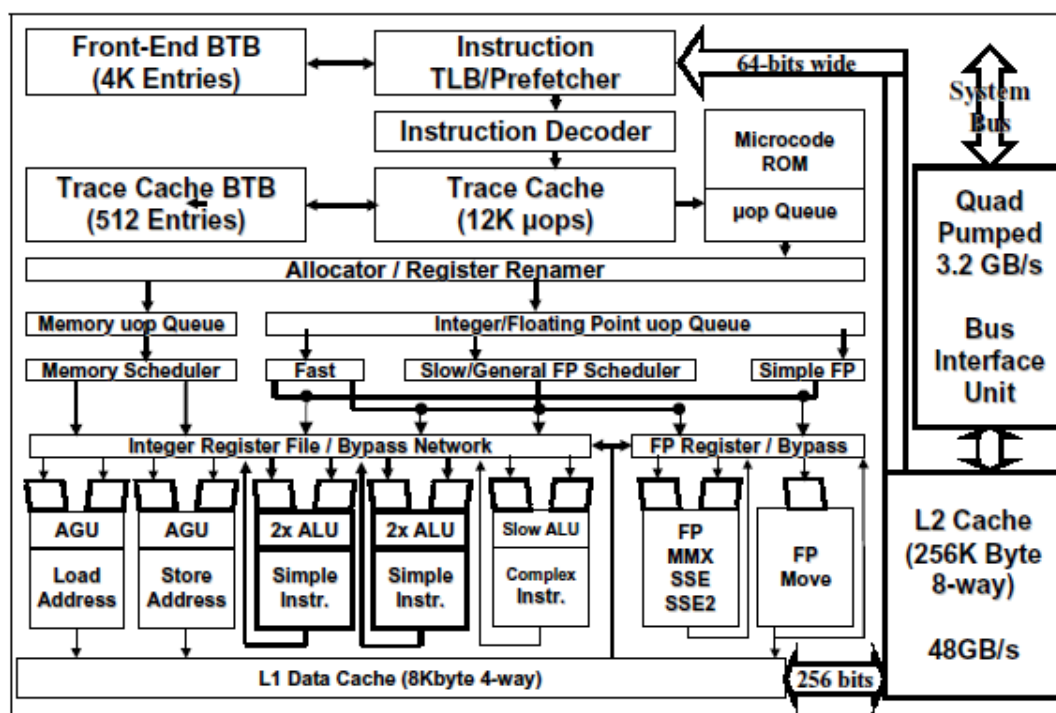 Front-End BTB
(4K Entries)
Instruction
TLB/Prefetcher
64-bits wide
System
Bus
Instruction Decoder
Microcode
ROM
µop Queue
Trace Cache BTB
(512 Entries)
Trace Cache
(12K µops)
Quad
Pumped
3.2 GB/s
Bus
Interface
Unit
Allocator / Register Renamer
Memory uop Queue
Integer/Floating Point uop Queue
Memory Scheduler
Fast
Slow/General FP Scheduler
Simple FP
Integer Register File / Bypass Network
FP Register / Bypass
AGU
Load
Address
AGU
Store
Address
2x ALU
Simple
Instr.
2x ALU
Simple
Instr.
Slow ALU
Complex
Instr.
FP
MMX
SSE
SSE2
FP
Move
L2 Cache
(256K Byte
8-way)
48GB/s
L1 Data Cache (8Kbyte 4-way)
256 bits